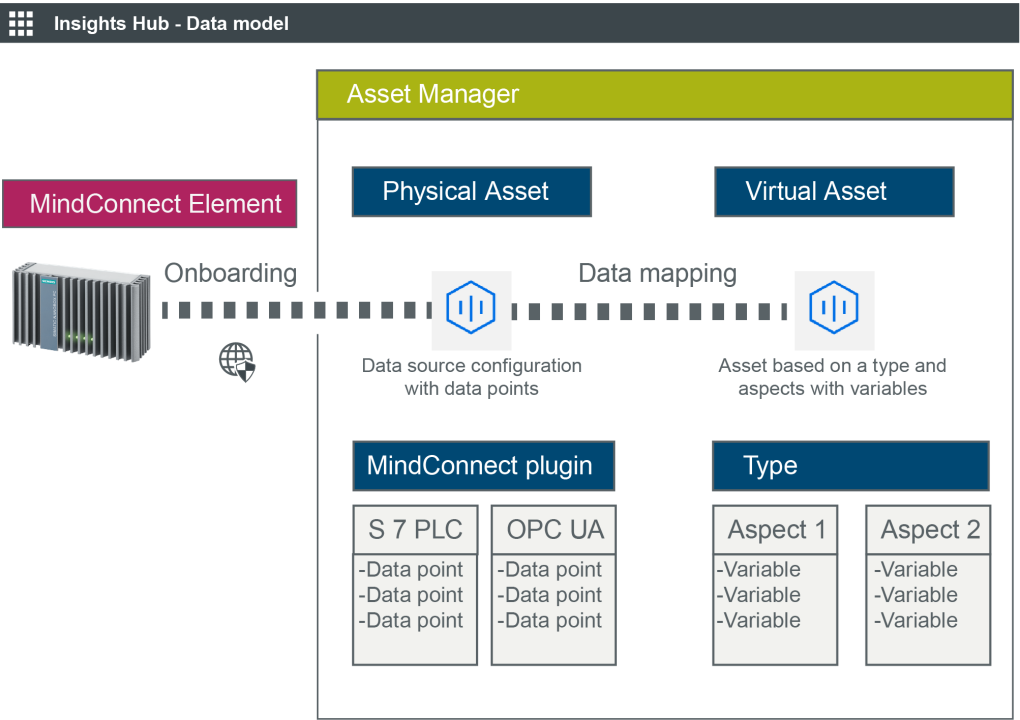 Insights Hub - Data model
Asset Manager
Physical Asset
Virtual Asset
MindConnect Element
Onboarding
Data mapping
Data source configuration
with data points
Asset based on a type and
aspects with variables
MindConnect plugin
Type
S 7 PLC
OPC UA
Aspect 1
Aspect 2
-Data point
-Data point
-Data point
-Data point
-Data point
-Data point
-Variable
-Variable
-Variable
-Variable
-Variable
-Variable